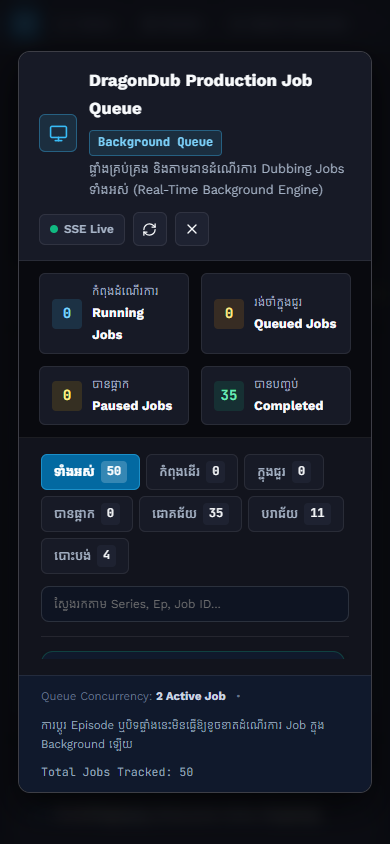 DragonDub Production Job
Queue
Background Queue
ផ្ទាំងគ្រប់គ្រង និងតាមដានដំណើរការ Dubbing Jobs
ទាំងអស់ (Real-Time Background Engine)
SSE Live
0
កំពុងដំណើរការ
Running
Jobs
0
រង់ចាំក្នុងជួរ
Queued Jobs
0
បានផ្អាក
Paused Jobs
35
បានបញ្ចប់
Completed
ទាំងអស់ 50
កំពុងដើរ 0
ក្នុងជួរ 0
បានផ្អាក 0
ជោគជ័យ 35
បរាជ័យ 11
បោះបង់ 4
ស្វែងរកតាម Series, Ep, Job ID...
Queue Concurrency: 2 Active Job •
ការប្តូរ Episode ឬបិទផ្ទាំងនេះមិនធ្វើឱ្យខូចខាតដំណើរការ Job ក្នុង
Background ឡើយ
Total Jobs Tracked: 50